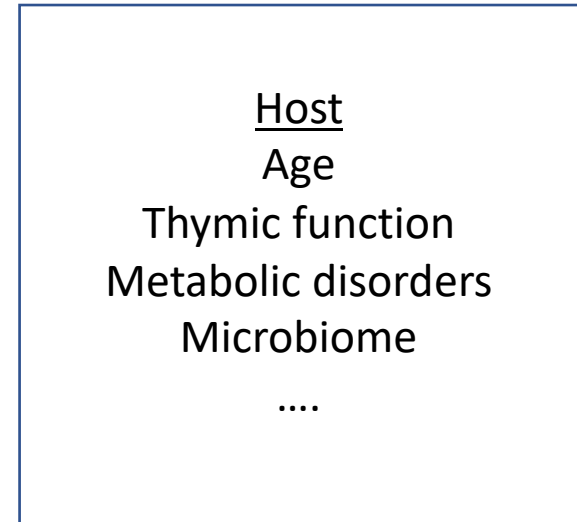 Host
Age
Thymic function
Metabolic disorders
Microbiome
....